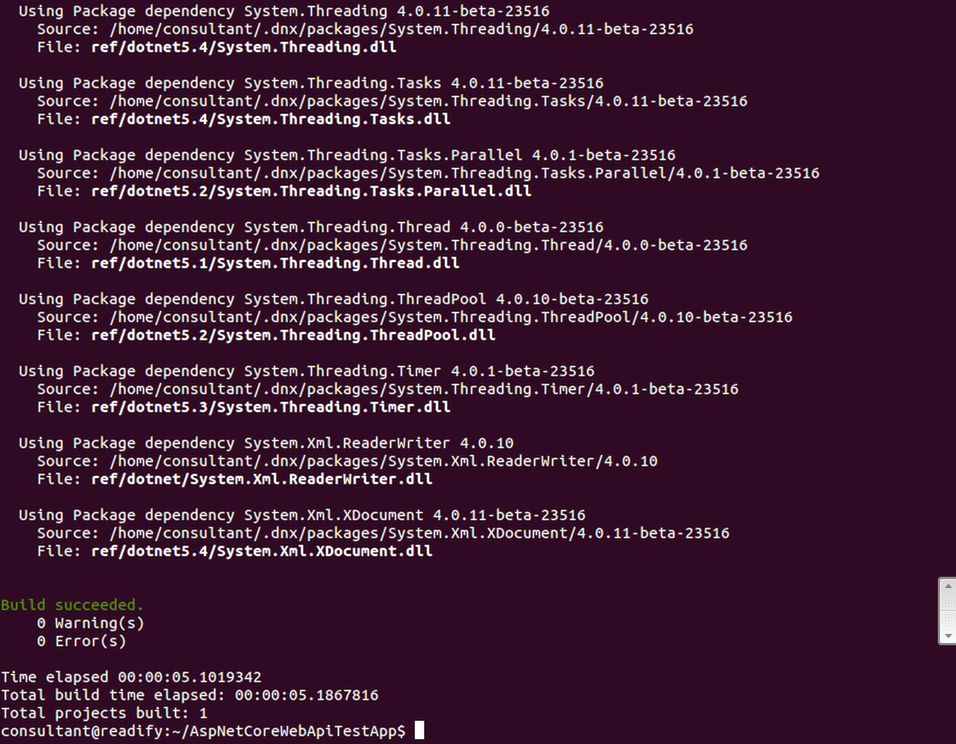 Using Package dependency System.Threading 4.0.11-beta-23516
Source: /home/consultant/.dnx/packages/System.Threading/4.0.11-beta-23516
File: ref/dotnet5.4/System.Threading.dll
Using Package dependency System.Threading.Tasks 4.0.11-beta-23516
Source: /home/consultant/.dnx/packages/System.Threading.Tasks/4.0.11-beta-23516
File: ref/dotnet5.4/System.Threading.Tasks.dll
Using Package dependency System.Threading.Tasks.Parallel 4.0.1-beta-23516
Source: /home/consultant/.dnx/packages/System.Threading.Tasks.Parallel/4.0.1-beta-23516
File: ref/dotnet5.2/System.Threading.Tasks.Parallel.dll
Using Package dependency System.Threading.Thread 4.0.0-beta-23516
Source: /home/consultant/.dnx/packages/System.Threading.Thread/4.0.0-beta-23516
File: ref/dotnet5.1/System.Threading.Thread.dll
Using Package dependency System.Threading.ThreadPool 4.0.10-beta-23516
Source: /home/consultant/.dnx/packages/System.Threading.ThreadPool/4.0.10-beta-23516
File: ref/dotnet5.2/System.Threading.ThreadPool.dll
Using Package dependency System.Threading.Timer 4.0.1-beta-23516
Source: /home/consultant/.dnx/packages/System.Threading.Timer/4.0.1-beta-23516
File: ref/dotnet5.3/System.Threading.Timer.dll
Using Package dependency System.Xml.ReaderWriter 4.0.10
Source: /home/consultant/.dnx/packages/System.Xml.ReaderWriter/4.0.10
File: ref/dotnet/System.Xml.ReaderWriter.dll
Using Package dependency System.Xml.XDocument 4.0.11-beta-23516
Source: /home/consultant/.dnx/packages/System.Xml.XDocument/4.0.11-beta-23516
File: ref/dotnet5.4/System.Xml.XDocument.dll
Build succeeded.
0 Warning(s)
0 Error(s)
Time elapsed 00:00:05.1019342
Total build time elapsed: 00:00:05.1867816
Total projects built: 1
consultant@readify:~/AspNetCoreWebApiTestApp$